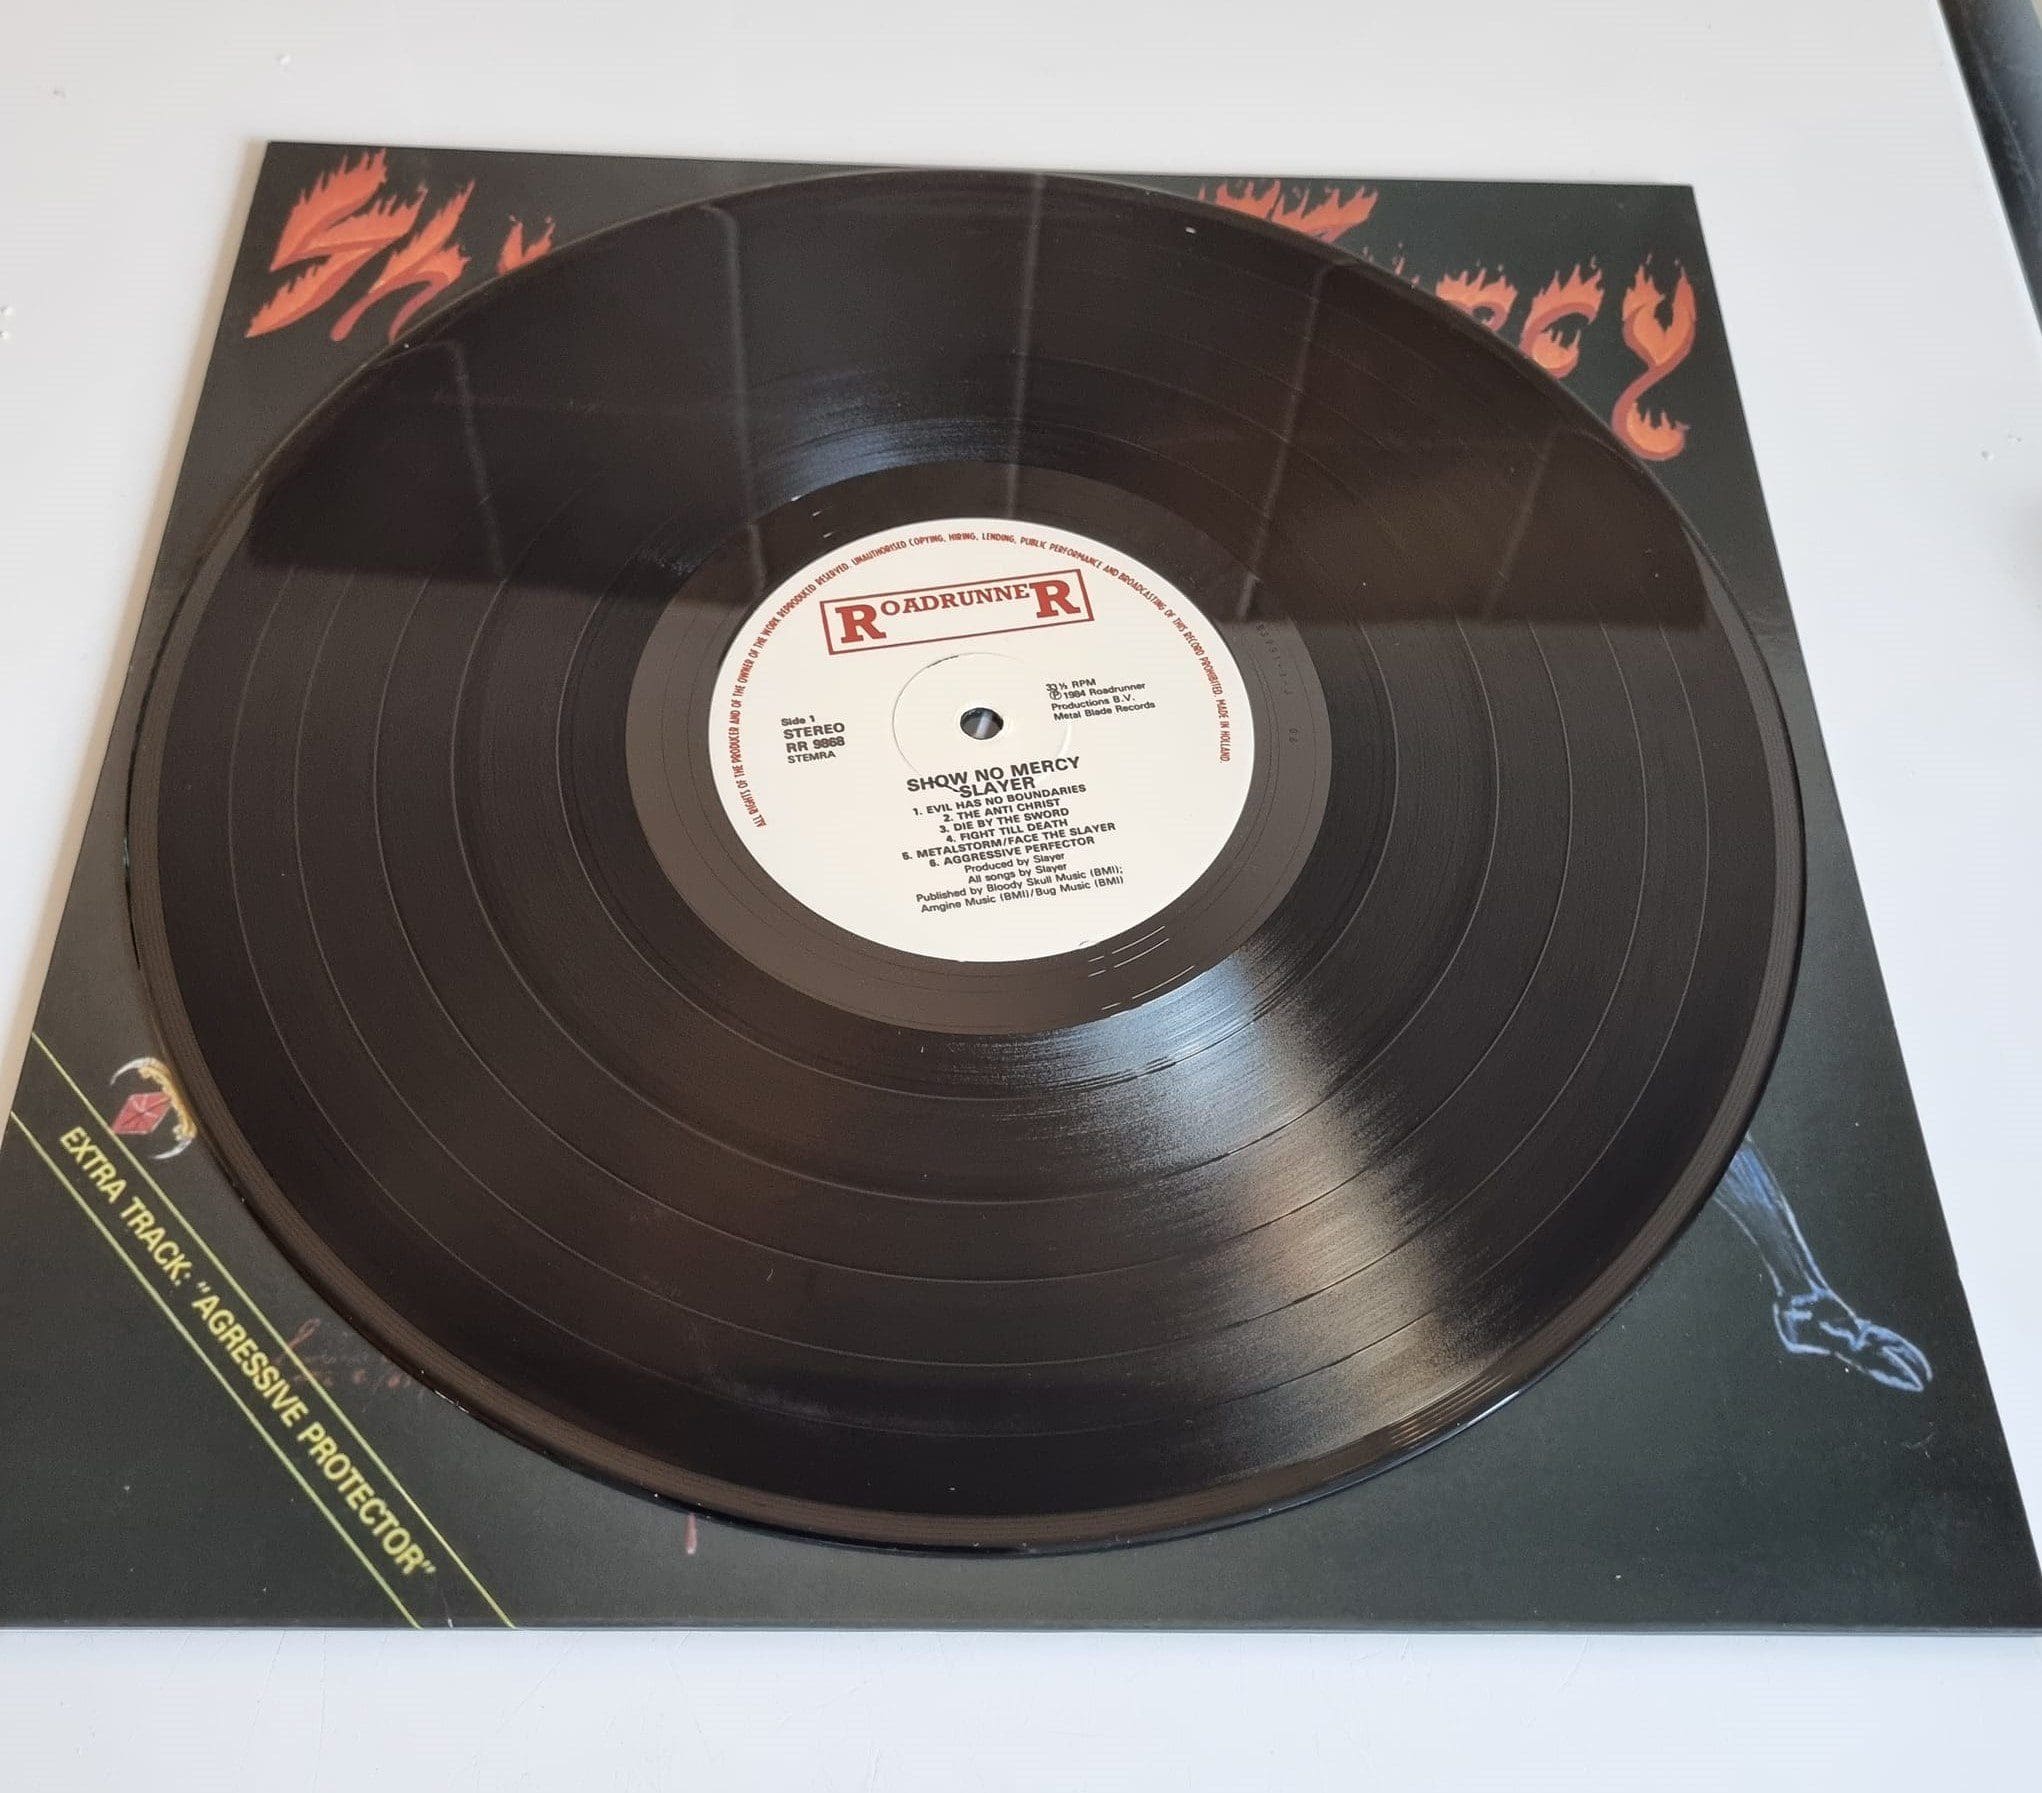 Sh
rcy
ALL RIGHTS OF THE PRODUCER AND OF THE OWNER OF THE WORK REPRODUCED RESERVED. UNAUTHORISED COPYING, HIRING, LENDING, PUBLIC PERFORMANCE AND BROADCASTING OF THIS RECORD PROHIBITED. MADE IN HOLLAND.
ROADRUNNER
33⅓ RPM
Ⓟ 1984 Roadrunner
Productions B.V.
Metal Blade Records
Side 1
STEREO
RR 9868
STEMRA
SHOW NO MERCY
SLAYER
1. EVIL HAS NO BOUNDARIES
2. THE ANTI CHRIST
3. DIE BY THE SWORD
4. FIGHT TILL DEATH
5. METALSTORM/FACE THE SLAYER
6. AGGRESSIVE PERFECTOR
Produced by Slayer
All songs by Slayer
Published by Bloody Skull Music (BMI);
Amgine Music (BMI)/Bug Music (BMI)
EXTRA TRACK: "AGRESSIVE PROTECTOR"